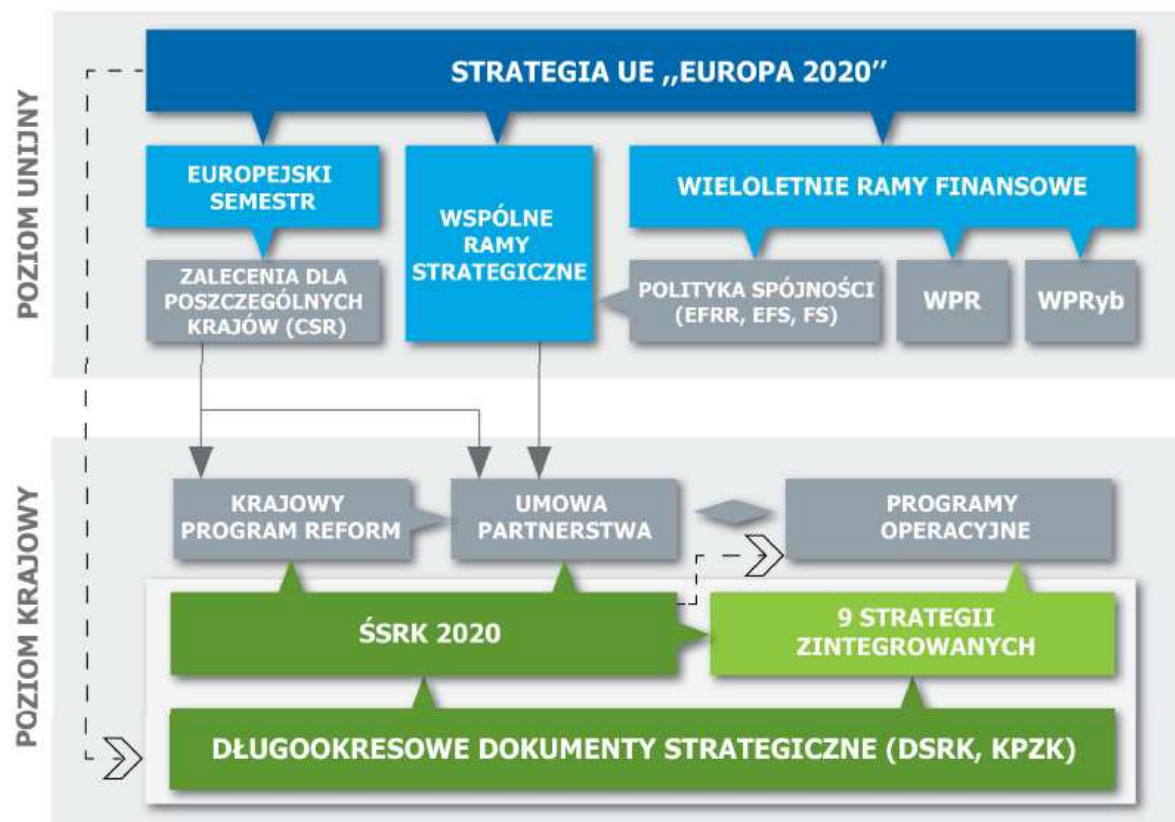 POZIOM UNIJNY
STRATEGIA UE ,,EUROPA 2020”
EUROPEJSKI
SEMESTR
WSPÓLNE
RAMY
STRATEGICZNE
WIELOLETNIE RAMY FINANSOWE
ZALECENIA DLA
POSZCZEGÓLNYCH
KRAJÓW (CSR)
POLITYKA SPÓJNOŚCI
(EFRR, EFS, FS)
WPR
WPRyb
POZIOM KRAJOWY
KRAJOWY
PROGRAM REFORM
UMOWA
PARTNERSTWA
PROGRAMY
OPERACYJNE
ŚSRK 2020
9 STRATEGII
ZINTEGROWANYCH
DŁUGOOKRESOWE DOKUMENTY STRATEGICZNE (DSRK, KPZK)